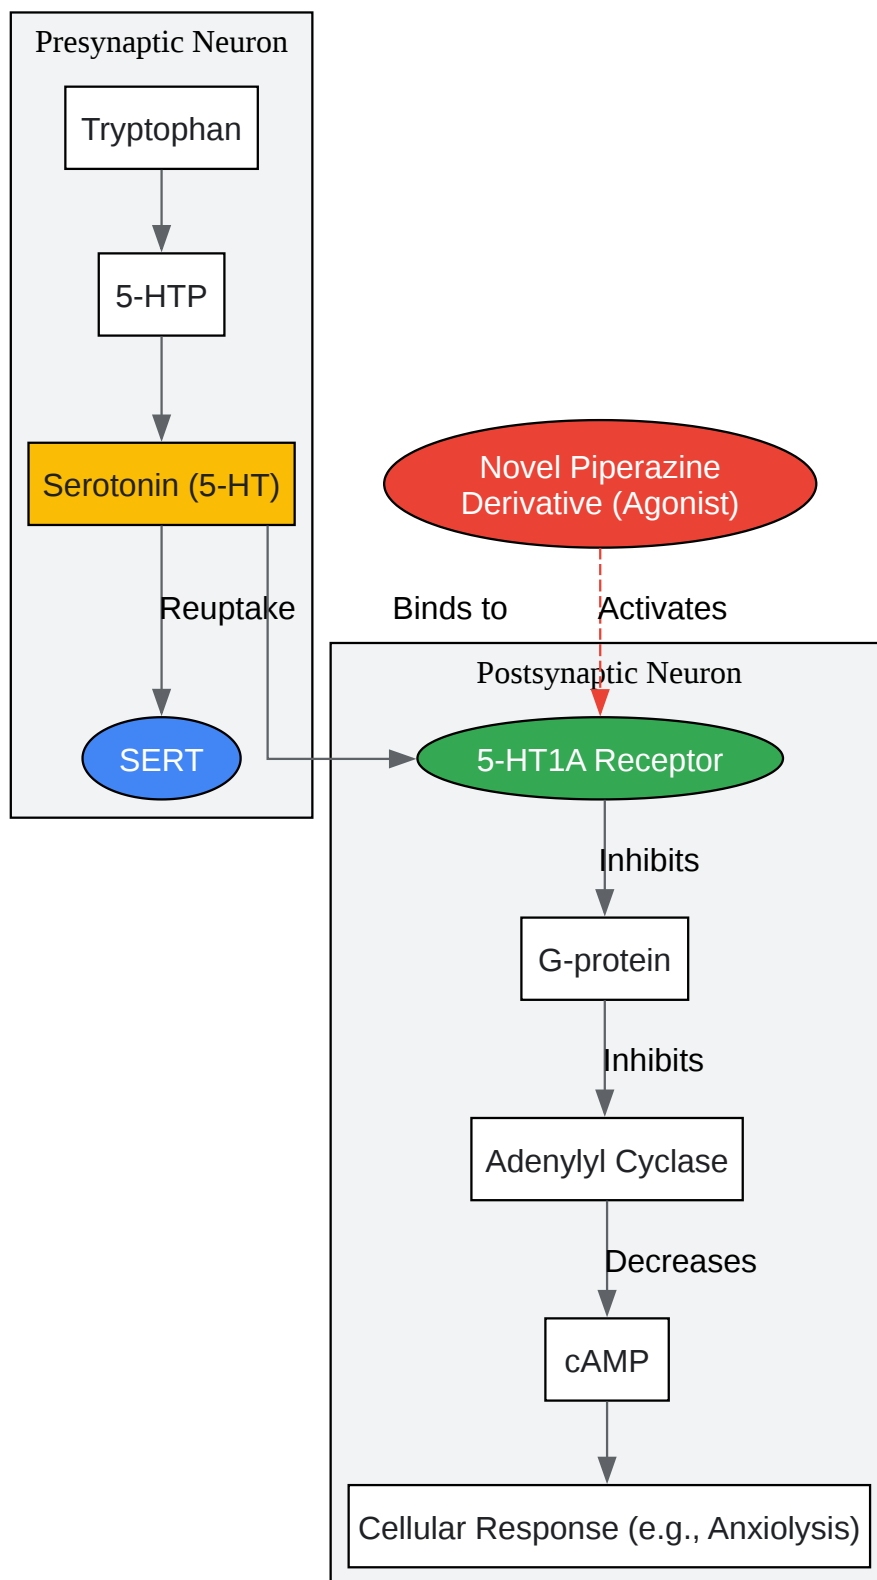 Presynaptic Neuron
Tryptophan
5-HTP
Serotonin (5-HT)
Novel Piperazine
Derivative (Agonist)
Reuptake
Binds to
Activates
Postsynaptic Neuron
SERT
5-HT1A Receptor
Inhibits
G-protein
Inhibits
Adenylyl Cyclase
Decreases
cAMP
Cellular Response (e.g., Anxiolysis)